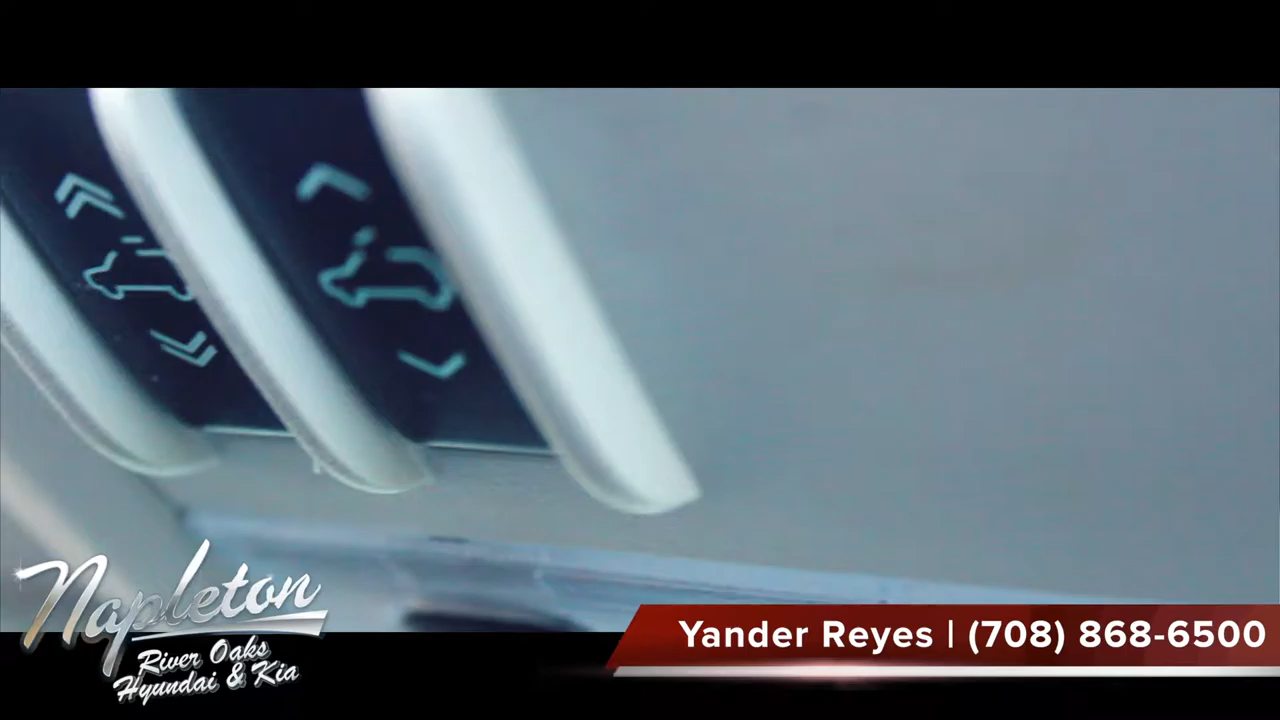 Napleton
River Oaks
Hyundai & Kia
Yander Reyes | (708) 868-6500